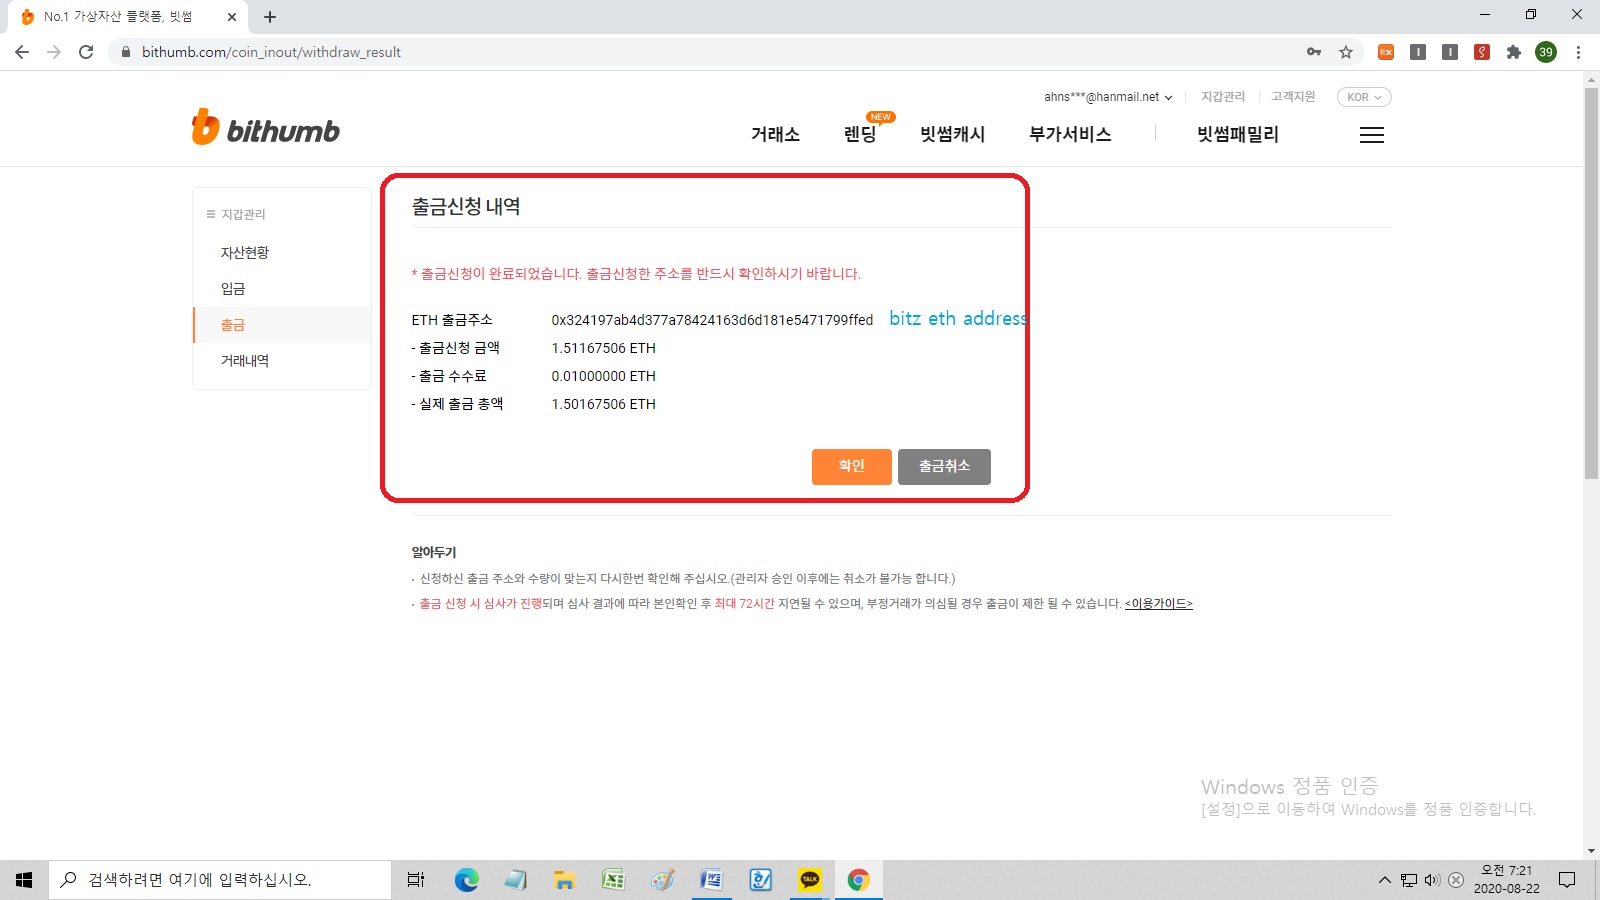 No.1 가상자산 플랫폼, 빗썸
bithumb.com/coin_inout/withdraw_result
EX
39
ahns***@hanmail.net
지갑관리
고객지원
KOR
bithumb
거래소
렌딩
NEW
빗썸캐시
부가서비스
빗썸패밀리
지갑관리
자산현황
입금
출금
거래내역
출금신청 내역
* 출금신청이 완료되었습니다. 출금신청한 주소를 반드시 확인하시기 바랍니다.
ETH 출금주소 0x324197ab4d377a78424163d6d181e5471799ffed bitz eth address
- 출금신청 금액 1.51167506 ETH
- 출금 수수료 0.01000000 ETH
- 실제 출금 총액 1.50167506 ETH
확인 출금취소
알아두기
· 신청하신 출금 주소와 수량이 맞는지 다시한번 확인해 주십시오.(관리자 승인 이후에는 취소가 불가능 합니다.)
· 출금 신청 시 심사가 진행되며 심사 결과에 따라 본인확인 후 최대 72시간 지연될 수 있으며, 부정거래가 의심될 경우 출금이 제한 될 수 있습니다. <이용가이드>
Windows 정품 인증
[설정]으로 이동하여 Windows를 정품 인증합니다.
검색하려면 여기에 입력하십시오.
TALK
오전 7:21
2020-08-22